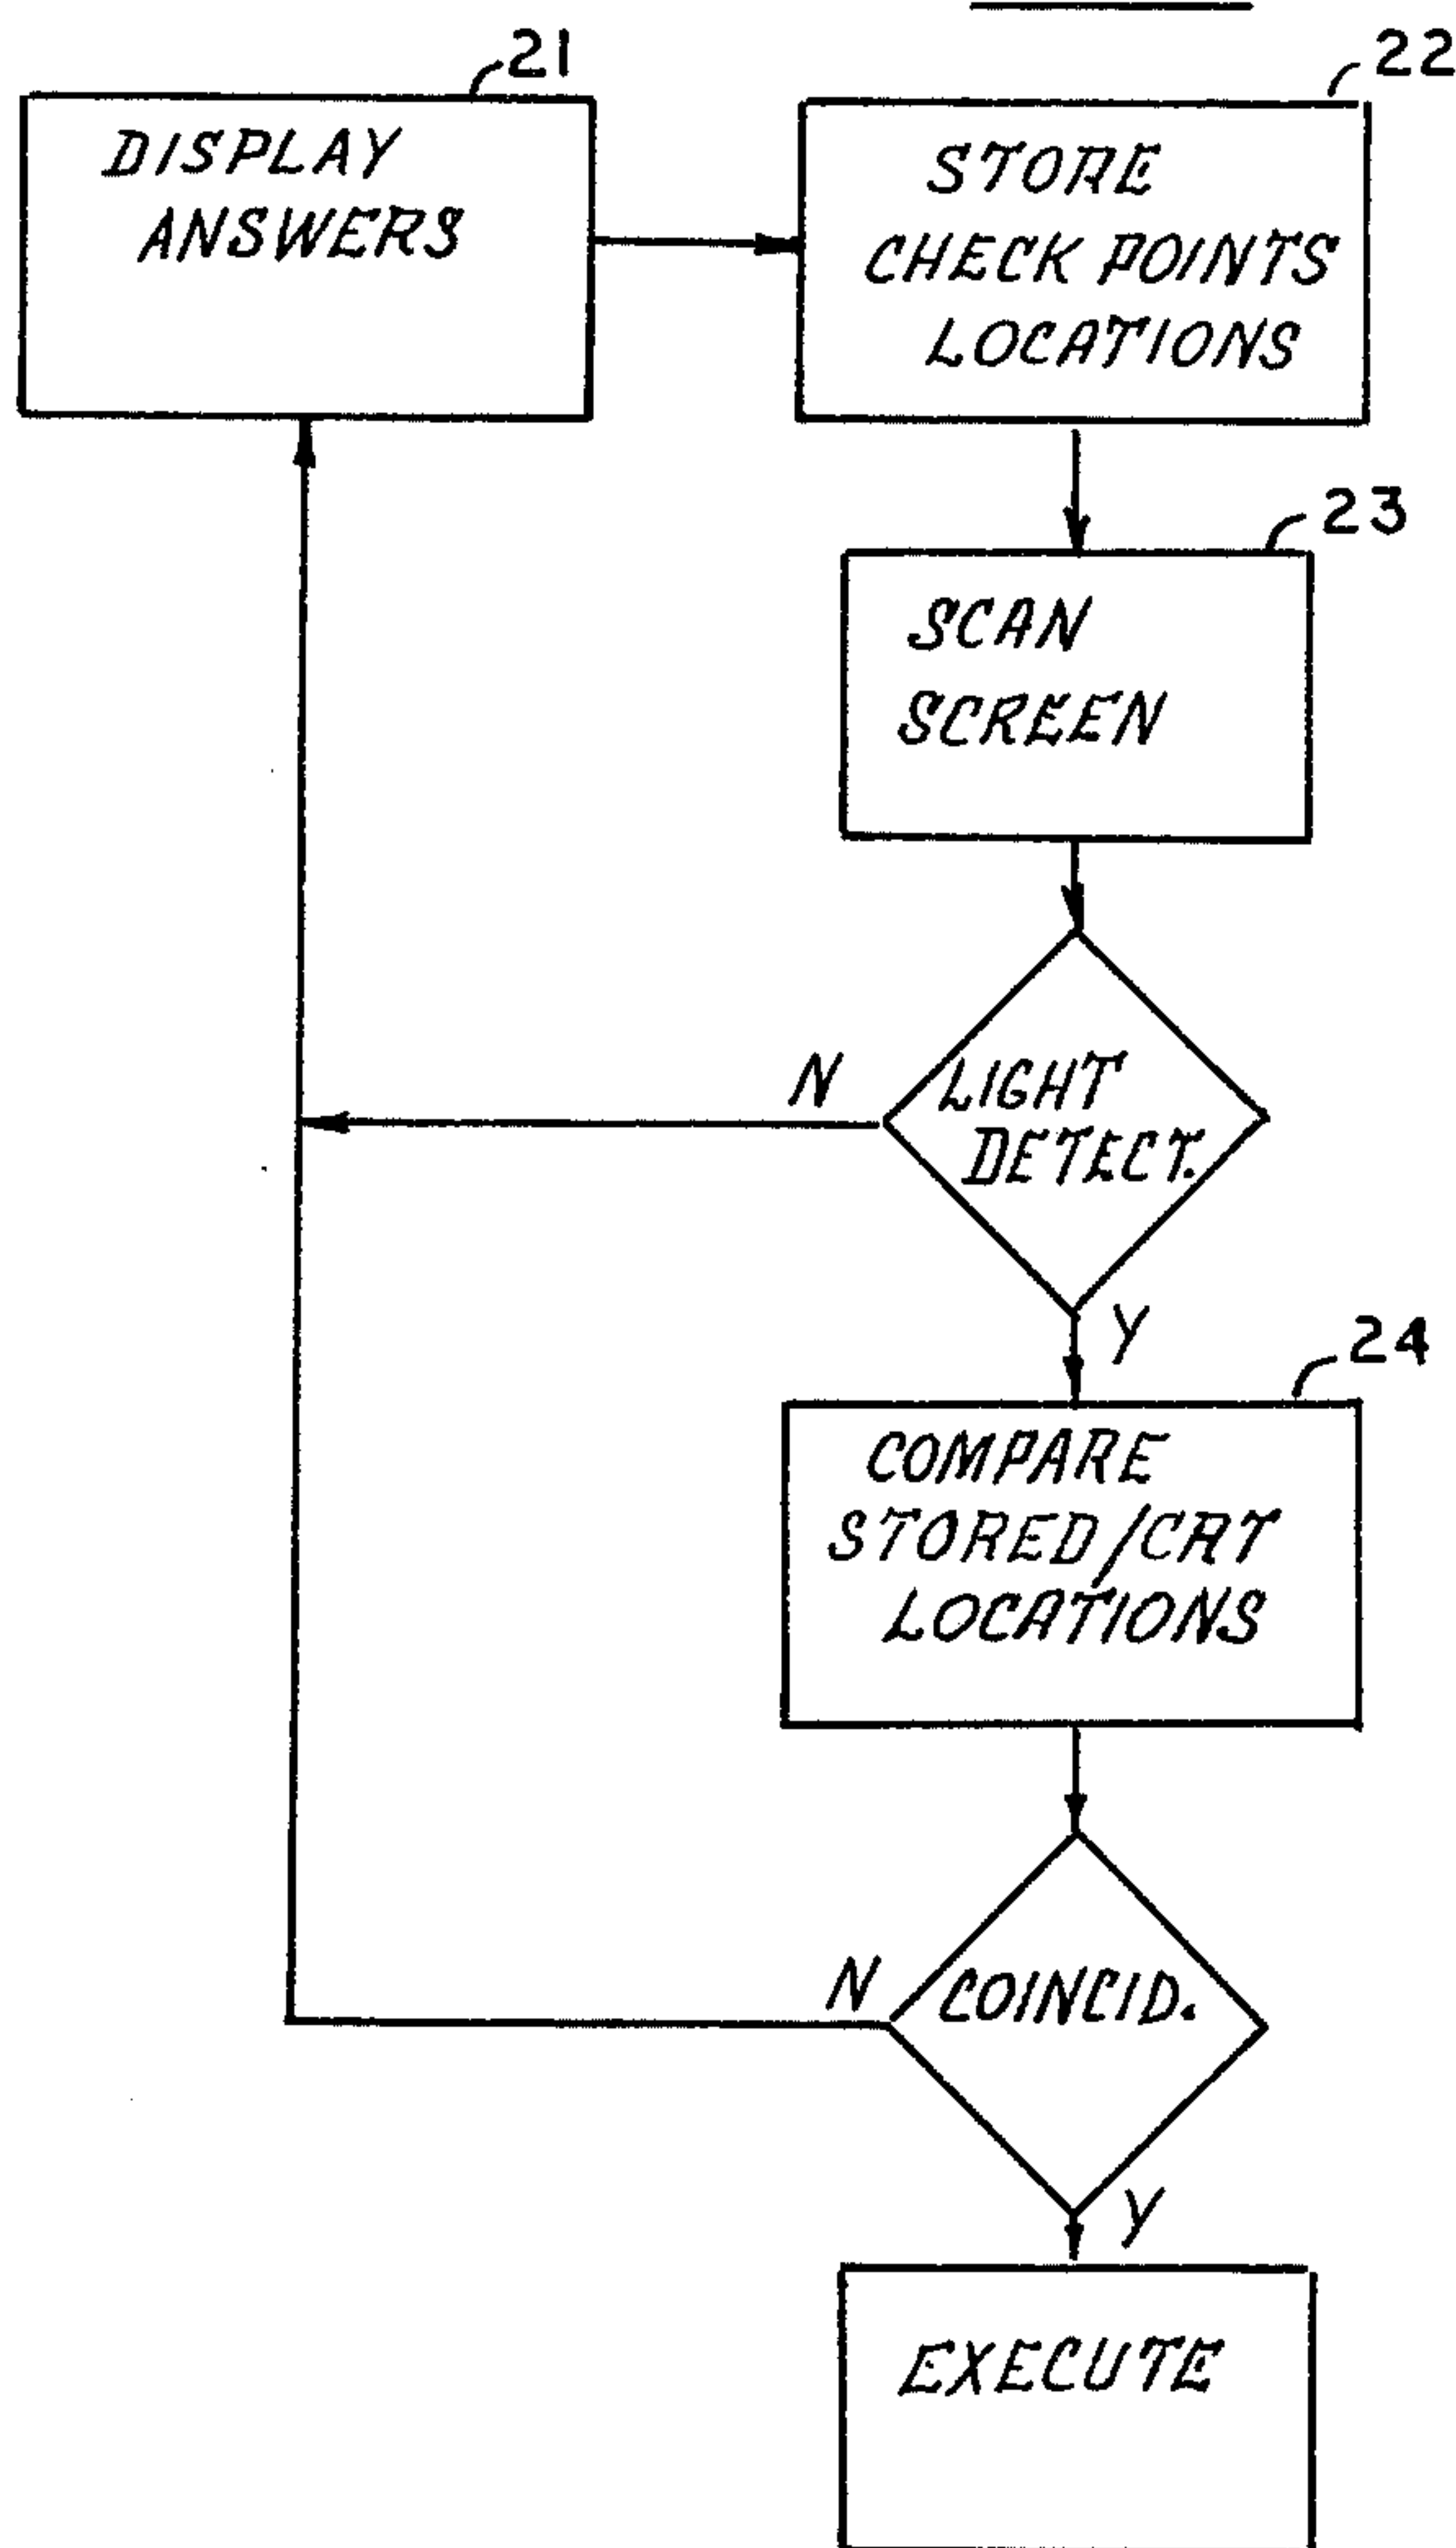 21
DISPLAY
ANSWERS
22
STORE
CHECK POINTS
LOCATIONS
23
SCAN
SCREEN
N
LIGHT
DETECT.
Y
24
COMPARE
STORED/CRT
LOCATIONS
N
COINCID.
Y
EXECUTE